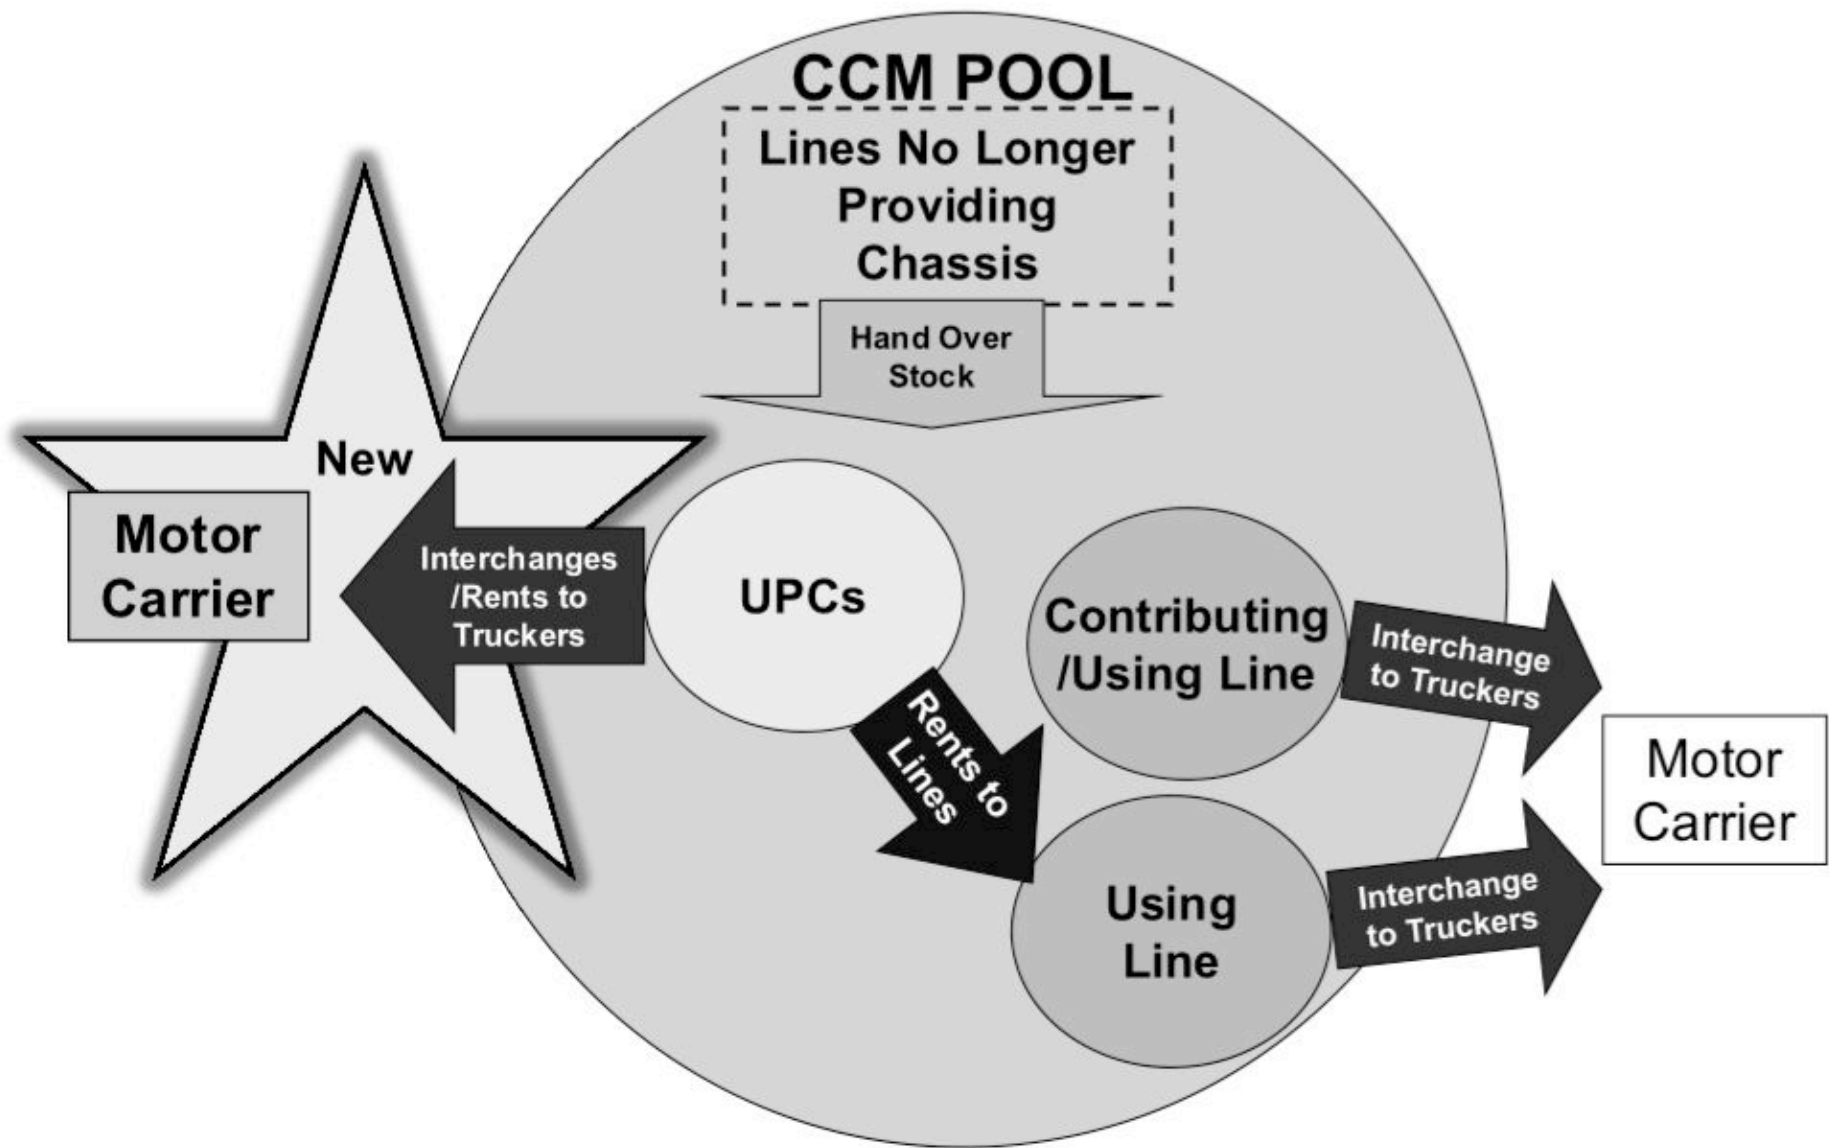 CCM POOL
Lines No Longer
Providing
Chassis
Hand Over
Stock
New
Motor
Carrier
Interchanges
/Rents to
Truckers
UPCs
Rents to
Lines
Contributing
/Using Line
Interchange
to Truckers
Using
Line
Interchange
to Truckers
Motor
Carrier